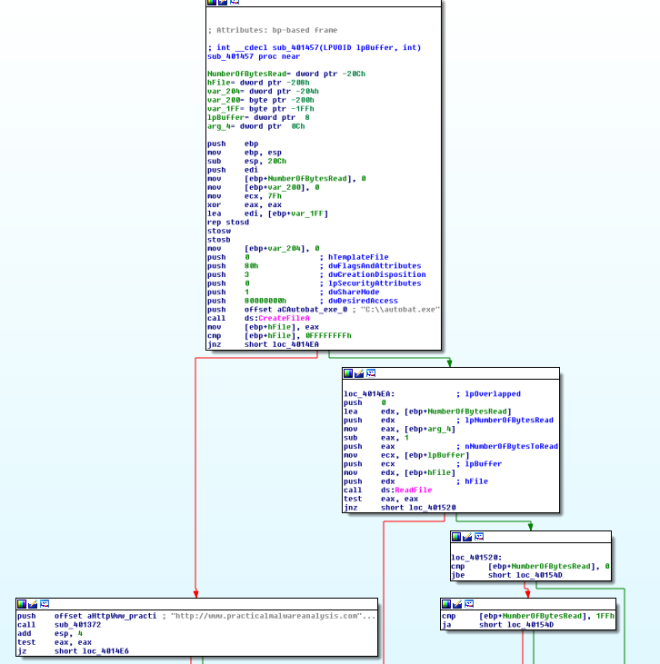 ; Attributes: bp-based frame
; int __cdecl sub_401457(LPVOID lpBuffer, int)
sub_401457 proc near
NumberOfBytesRead= dword ptr -20Ch
hFile= dword ptr -208h
var_204= dword ptr -204h
var_200= byte ptr -200h
var_1FF= byte ptr -1FFh
lpBuffer= dword ptr  8
arg_4= dword ptr  0Ch
push    ebp
mov     ebp, esp
sub     esp, 20Ch
push    edi
mov     [ebp+NumberOfBytesRead], 0
mov     [ebp+var_200], 0
mov     ecx, 7Fh
xor     eax, eax
lea     edi, [ebp+var_1FF]
rep stosd
stosw
stosb
mov     [ebp+var_204], 0
push    0               ; hTemplateFile
push    80h             ; dwFlagsAndAttributes
push    3               ; dwCreationDisposition
push    0               ; lpSecurityAttributes
push    1               ; dwShareMode
push    80000000h       ; dwDesiredAccess
push    offset aCAutobat_exe_0 ; "C:\\autobat.exe"
call    ds:CreateFileA
mov     [ebp+hFile], eax
cmp     [ebp+hFile], 0FFFFFFFFh
jnz     short loc_4014EA
loc_4014EA:             ; lpOverlapped
push    0
lea     edx, [ebp+NumberOfBytesRead]
push    edx             ; lpNumberOfBytesRead
mov     eax, [ebp+arg_4]
sub     eax, 1
push    eax             ; nNumberOfBytesToRead
mov     ecx, [ebp+lpBuffer]
push    ecx             ; lpBuffer
mov     edx, [ebp+hFile]
push    edx             ; hFile
call    ds:ReadFile
test    eax, eax
jnz     short loc_401520
loc_401520:
cmp     [ebp+NumberOfBytesRead], 0
jbe     short loc_40154D
push    offset aHttpWww_practi ; "http://www.practicalmalwareanalysis.com"...
call    sub_401372
add     esp, 4
test    eax, eax
jz      short loc_4014E6
cmp     [ebp+NumberOfBytesRead], 1FFh
ja      short loc_40154D